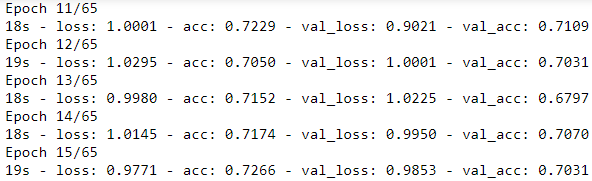 Epoch 11/65
18s - loss: 1.0001 - acc: 0.7229 - val_loss: 0.9021 - val_acc: 0.7109
Epoch 12/65
19s - loss: 1.0295 - acc: 0.7050 - val_loss: 1.0001 - val_acc: 0.7031
Epoch 13/65
18s - loss: 0.9980 - acc: 0.7152 - val_loss: 1.0225 - val_acc: 0.6797
Epoch 14/65
18s - loss: 1.0145 - acc: 0.7174 - val_loss: 0.9950 - val_acc: 0.7070
Epoch 15/65
19s - loss: 0.9771 - acc: 0.7266 - val_loss: 0.9853 - val_acc: 0.7031